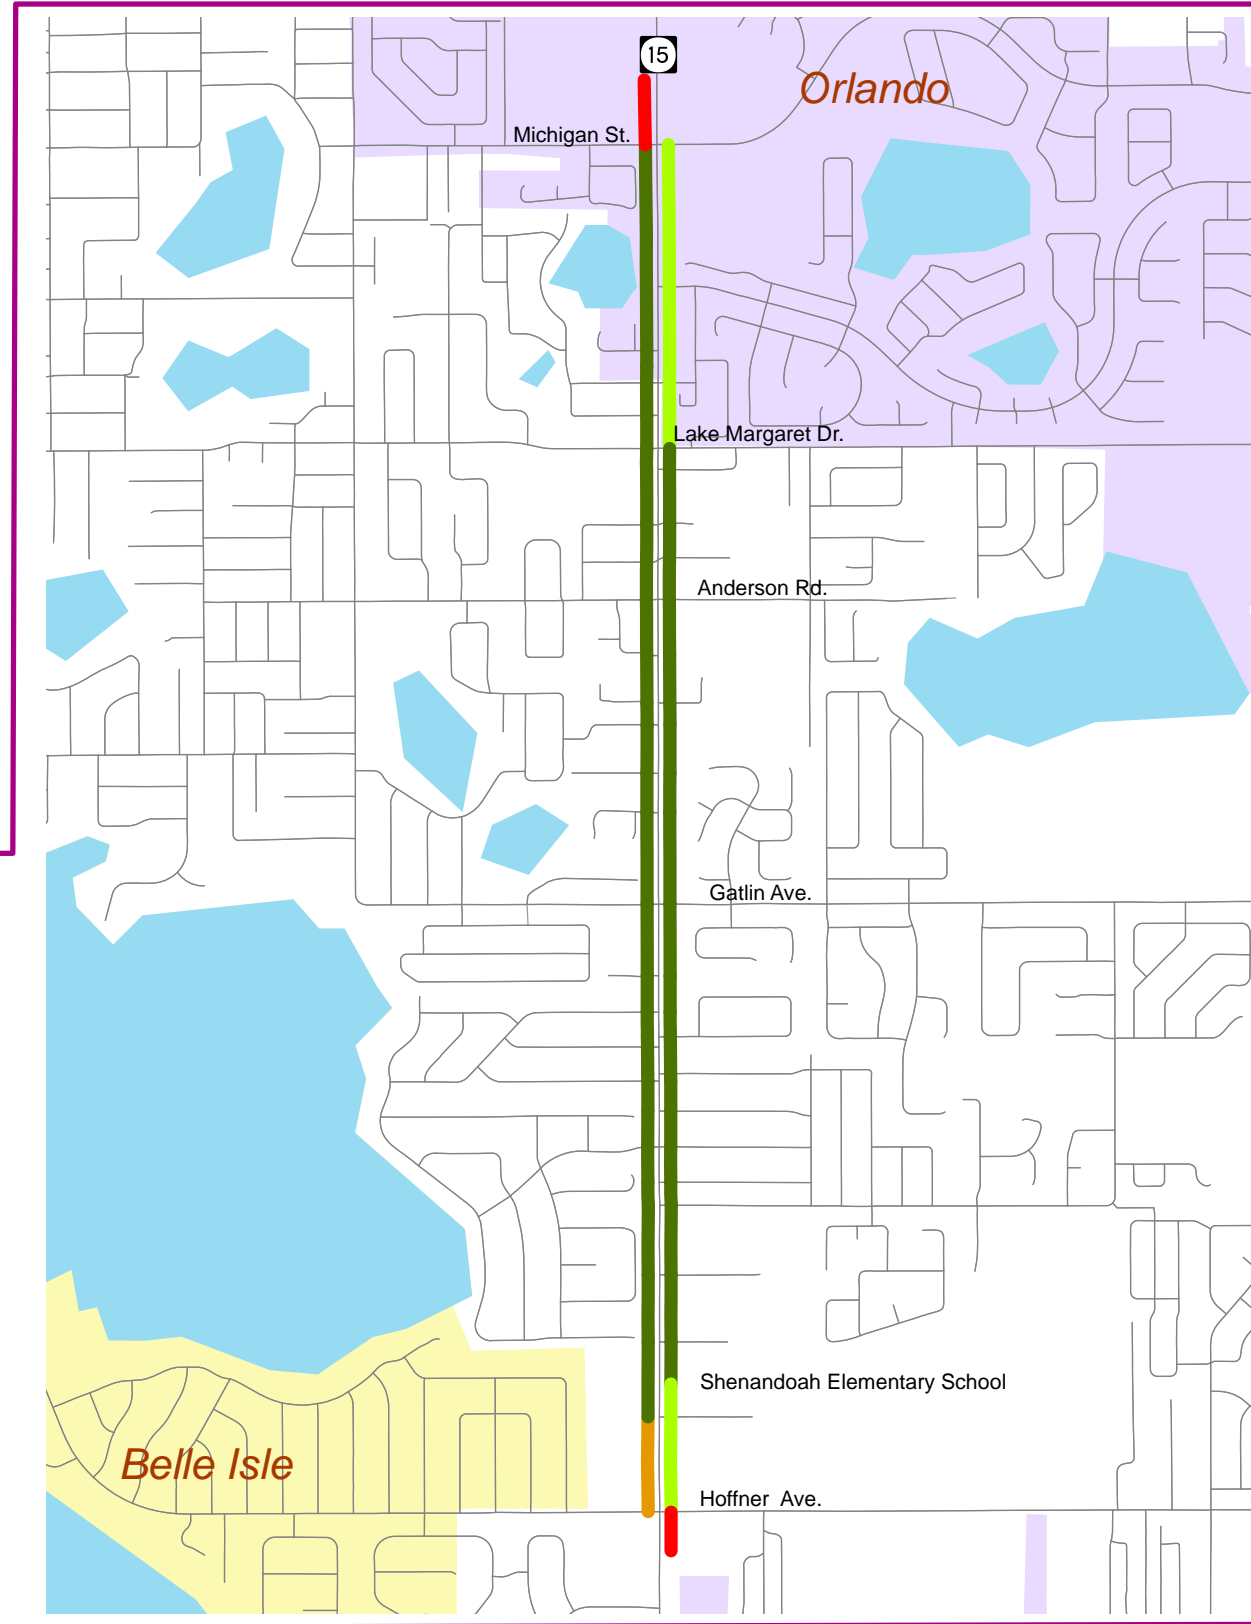 15
Orlando
Michigan St.
Lake Margaret Dr.
Anderson Rd.
Gatlin Ave.
Shenandoah Elementary School
Belle Isle
Hoffner Ave.